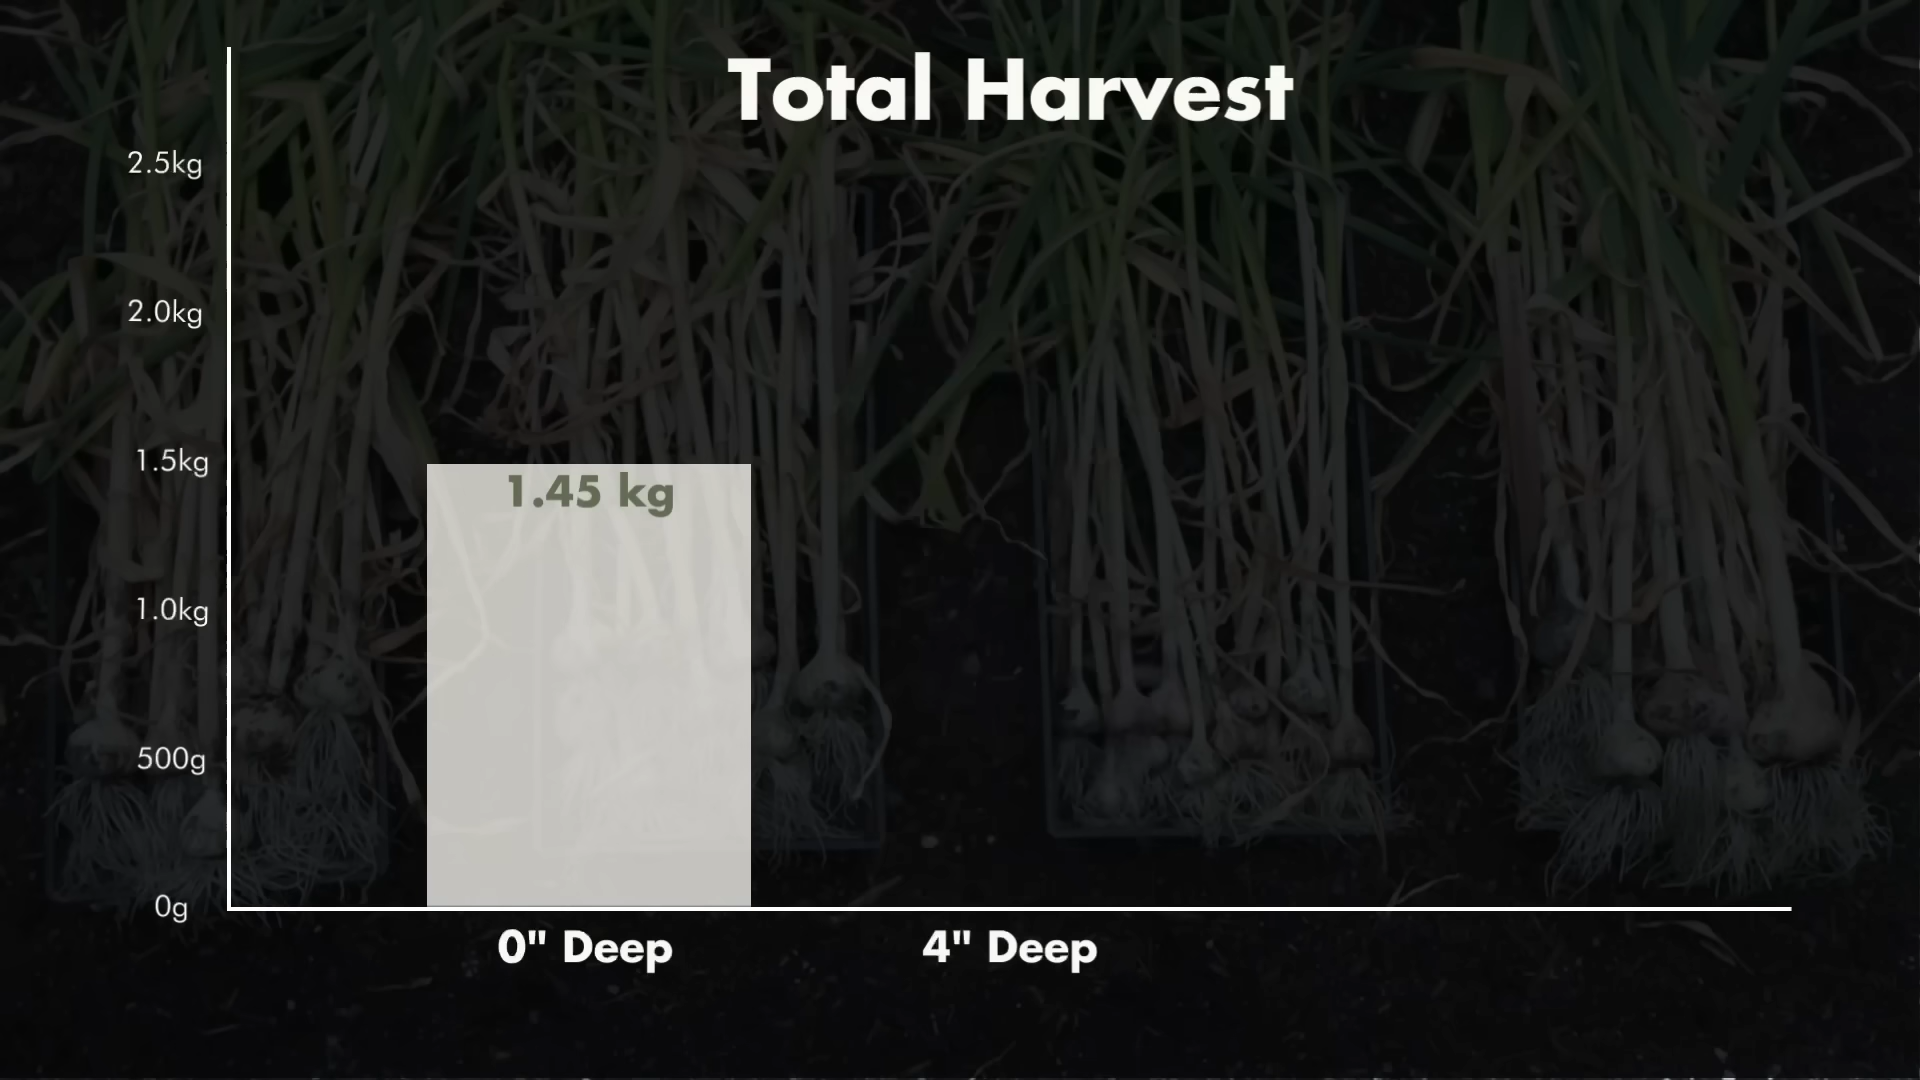 Total Harvest
2.5kg
2.0kg
1.5kg
1.45 kg
1.0kg
500g
0g
0" Deep
4" Deep